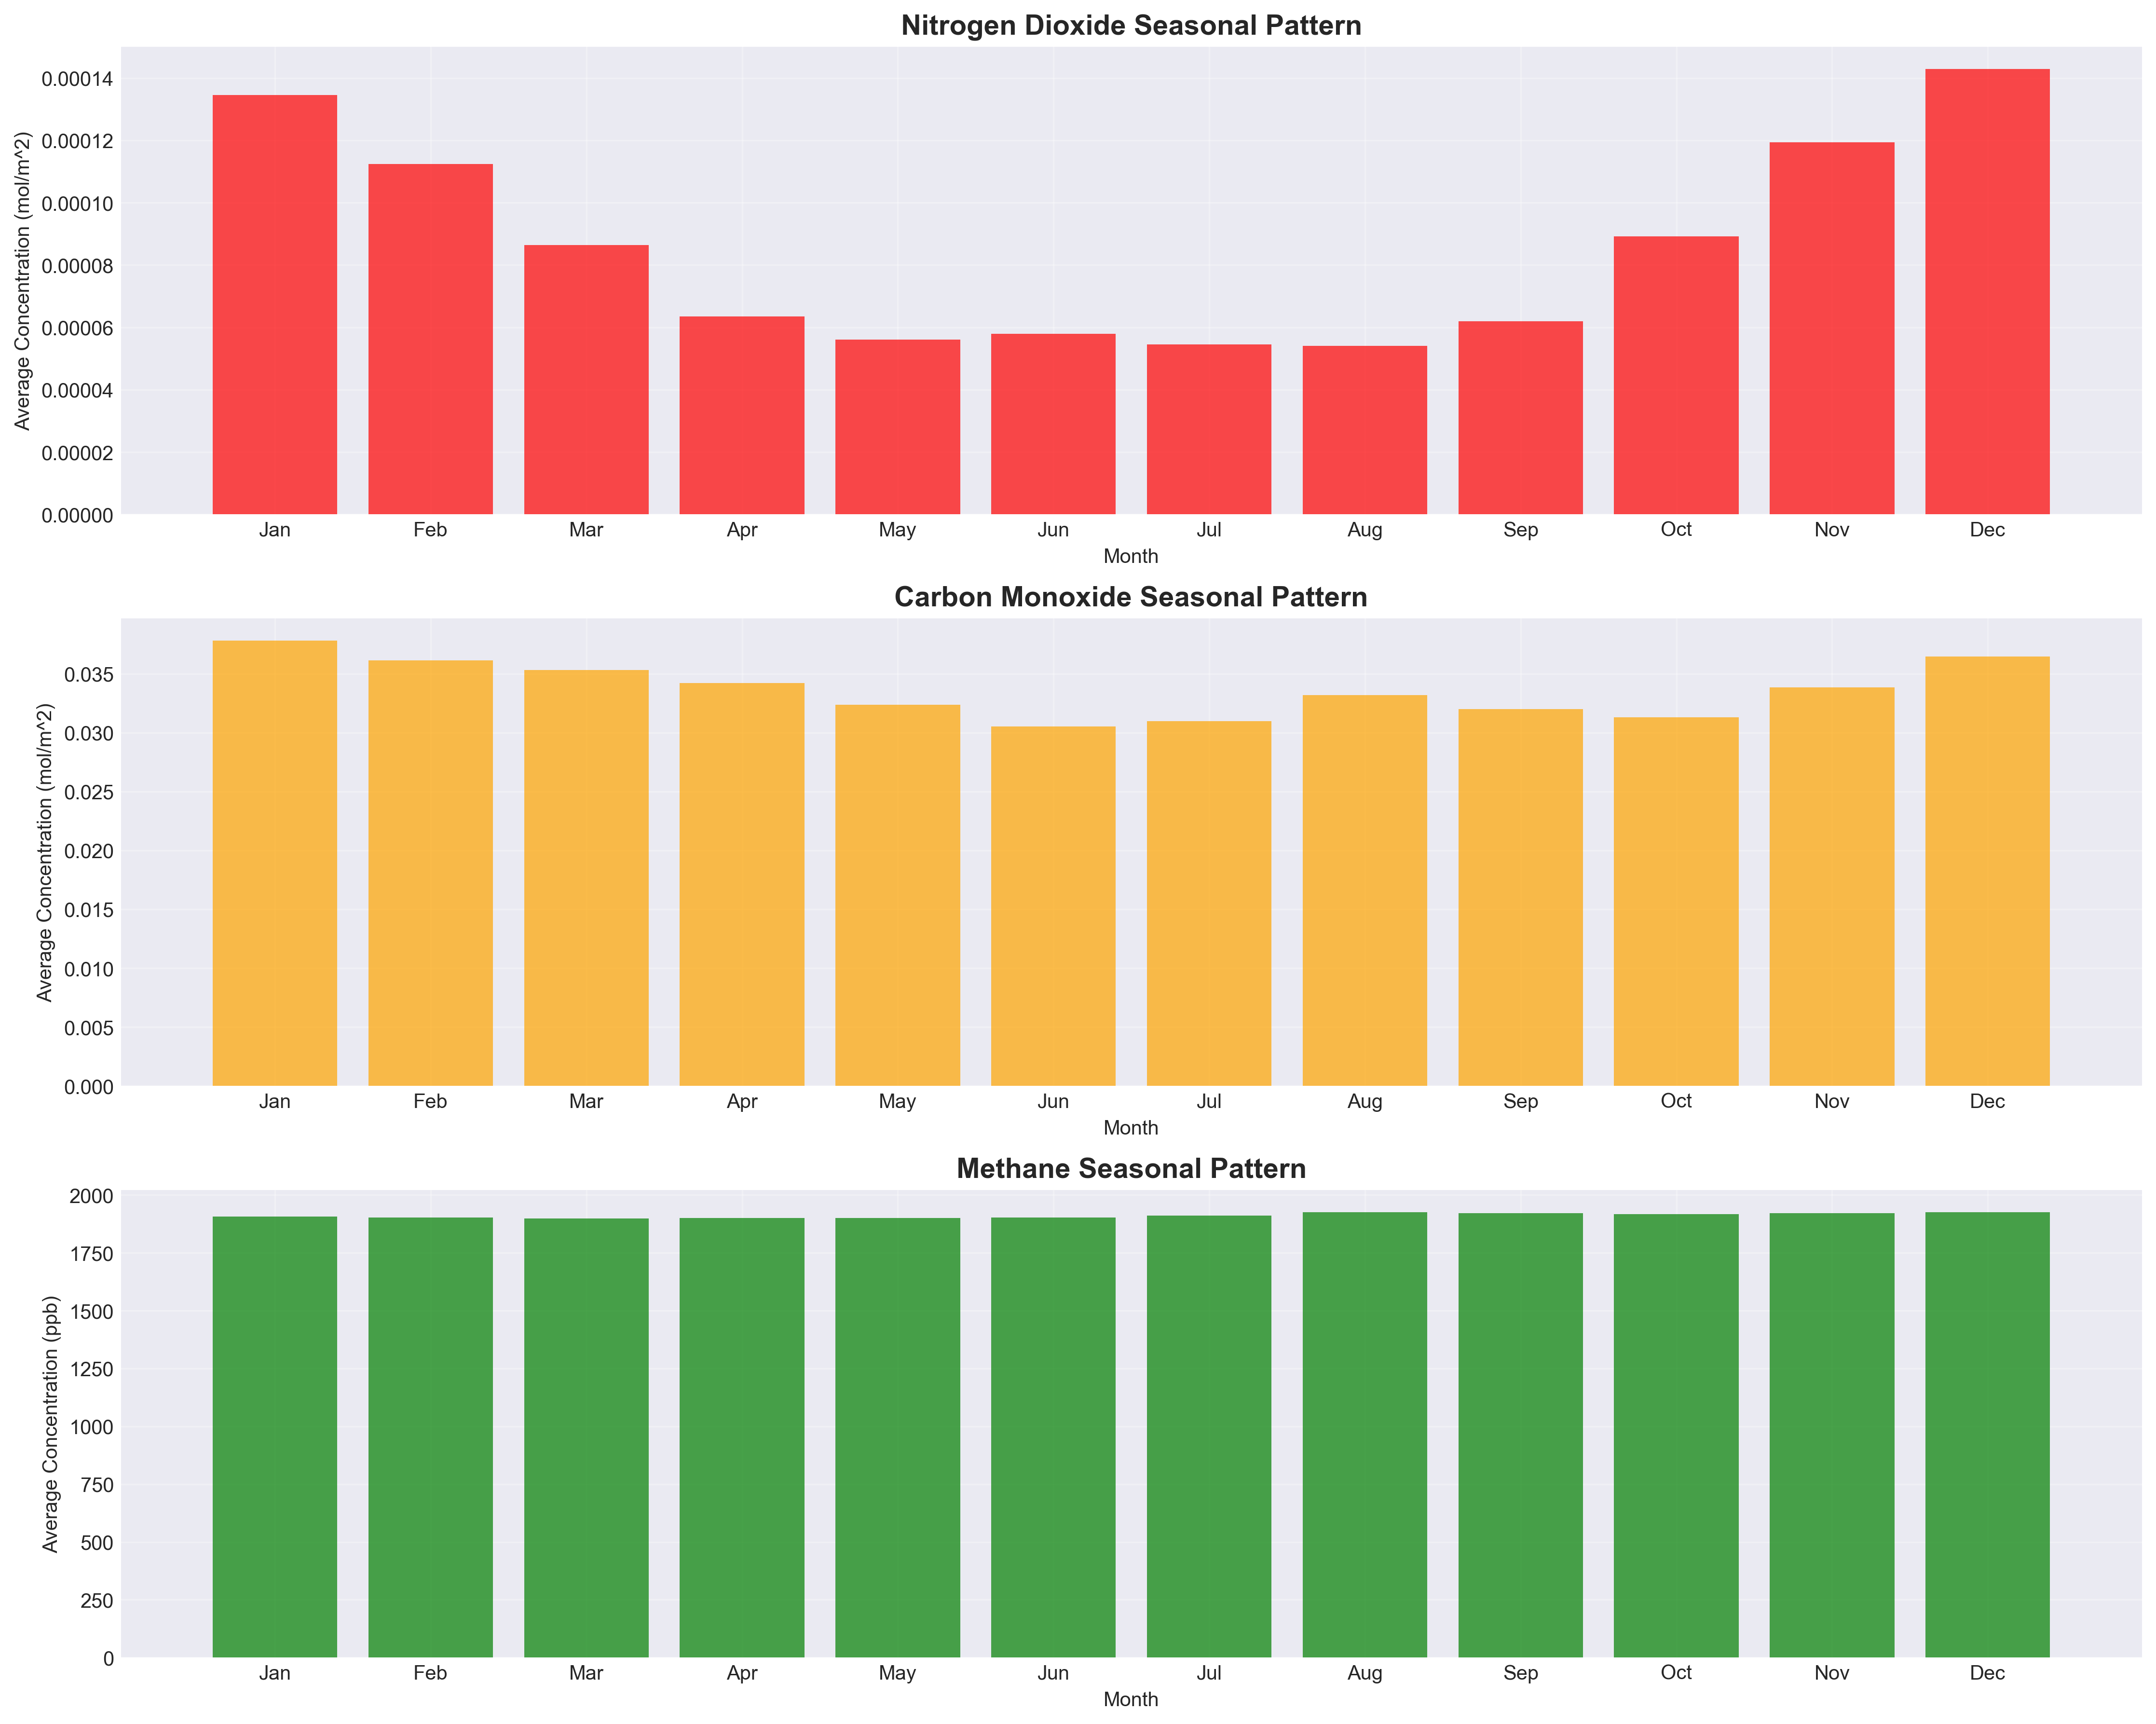 Nitrogen Dioxide Seasonal Pattern
Average Concentration (mol/m^2)
0.00014
0.00012
0.00010
0.00008
0.00006
0.00004
0.00002
0.00000
Jan Feb Mar Apr May Jun Jul Aug Sep Oct Nov Dec
Month
Carbon Monoxide Seasonal Pattern
Average Concentration (mol/m^2)
0.035
0.030
0.025
0.020
0.015
0.010
0.005
0.000
Jan Feb Mar Apr May Jun Jul Aug Sep Oct Nov Dec
Month
Methane Seasonal Pattern
Average Concentration (ppb)
2000
1750
1500
1250
1000
750
500
250
0
Jan Feb Mar Apr May Jun Jul Aug Sep Oct Nov Dec
Month